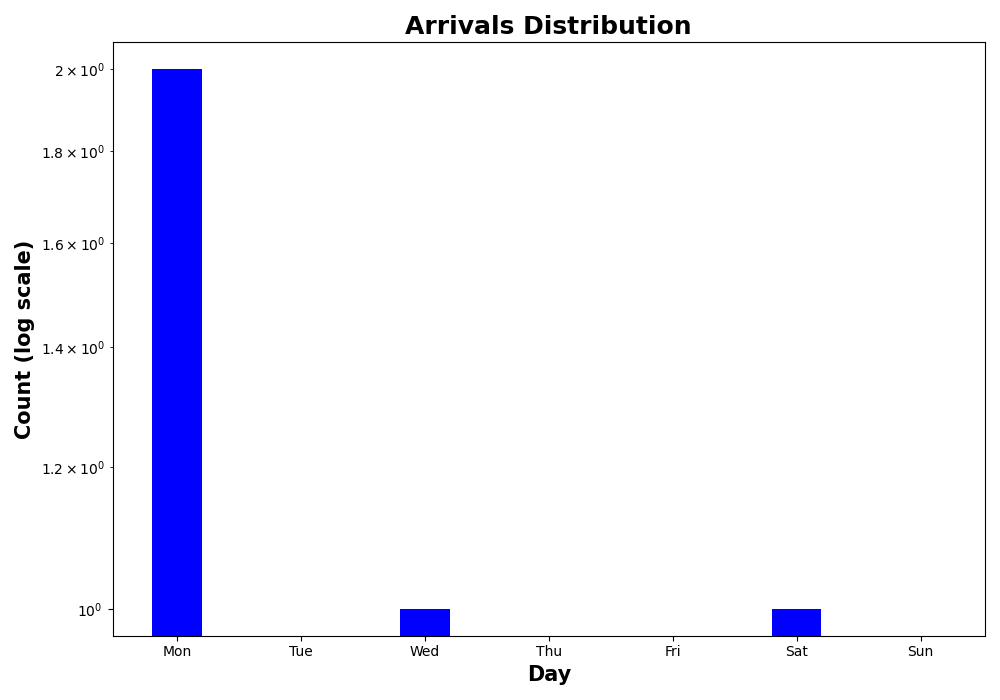 Arrivals Distribution
Count (log scale)
2 × 10⁰
1.8 × 10⁰
1.6 × 10⁰
1.4 × 10⁰
1.2 × 10⁰
10⁰
Mon Tue Wed Thu Fri Sat Sun
Day